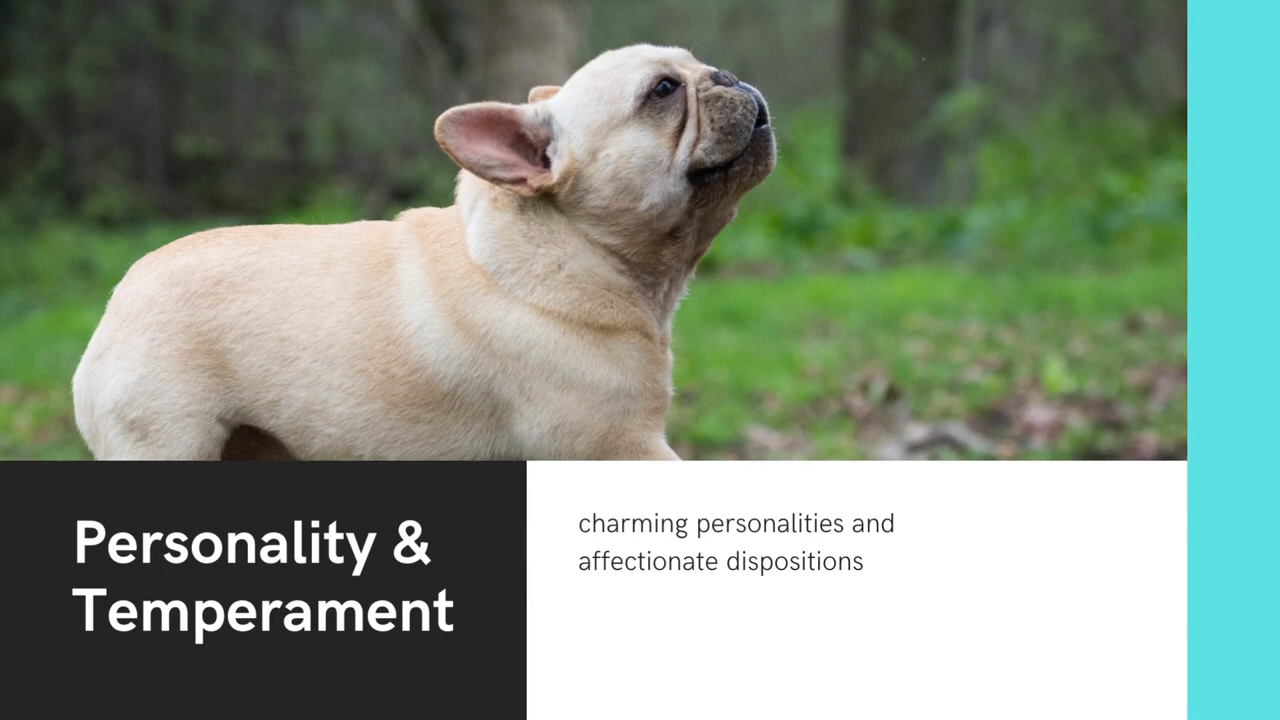 Personality &
Temperament
charming personalities and
affectionate dispositions